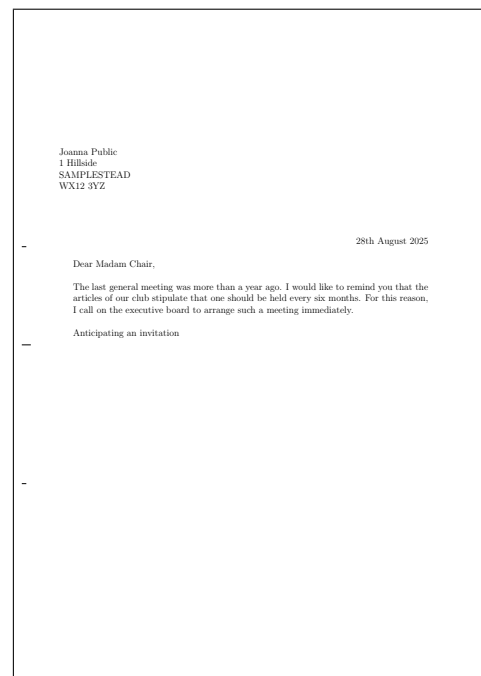 Joanna Public
1 Hillside
SAMPLESTEAD
WX12 3YZ
28th August 2025
Dear Madam Chair,
The last general meeting was more than a year ago. I would like to remind you that the
articles of our club stipulate that one should be held every six months. For this reason,
I call on the executive board to arrange such a meeting immediately.
Anticipating an invitation